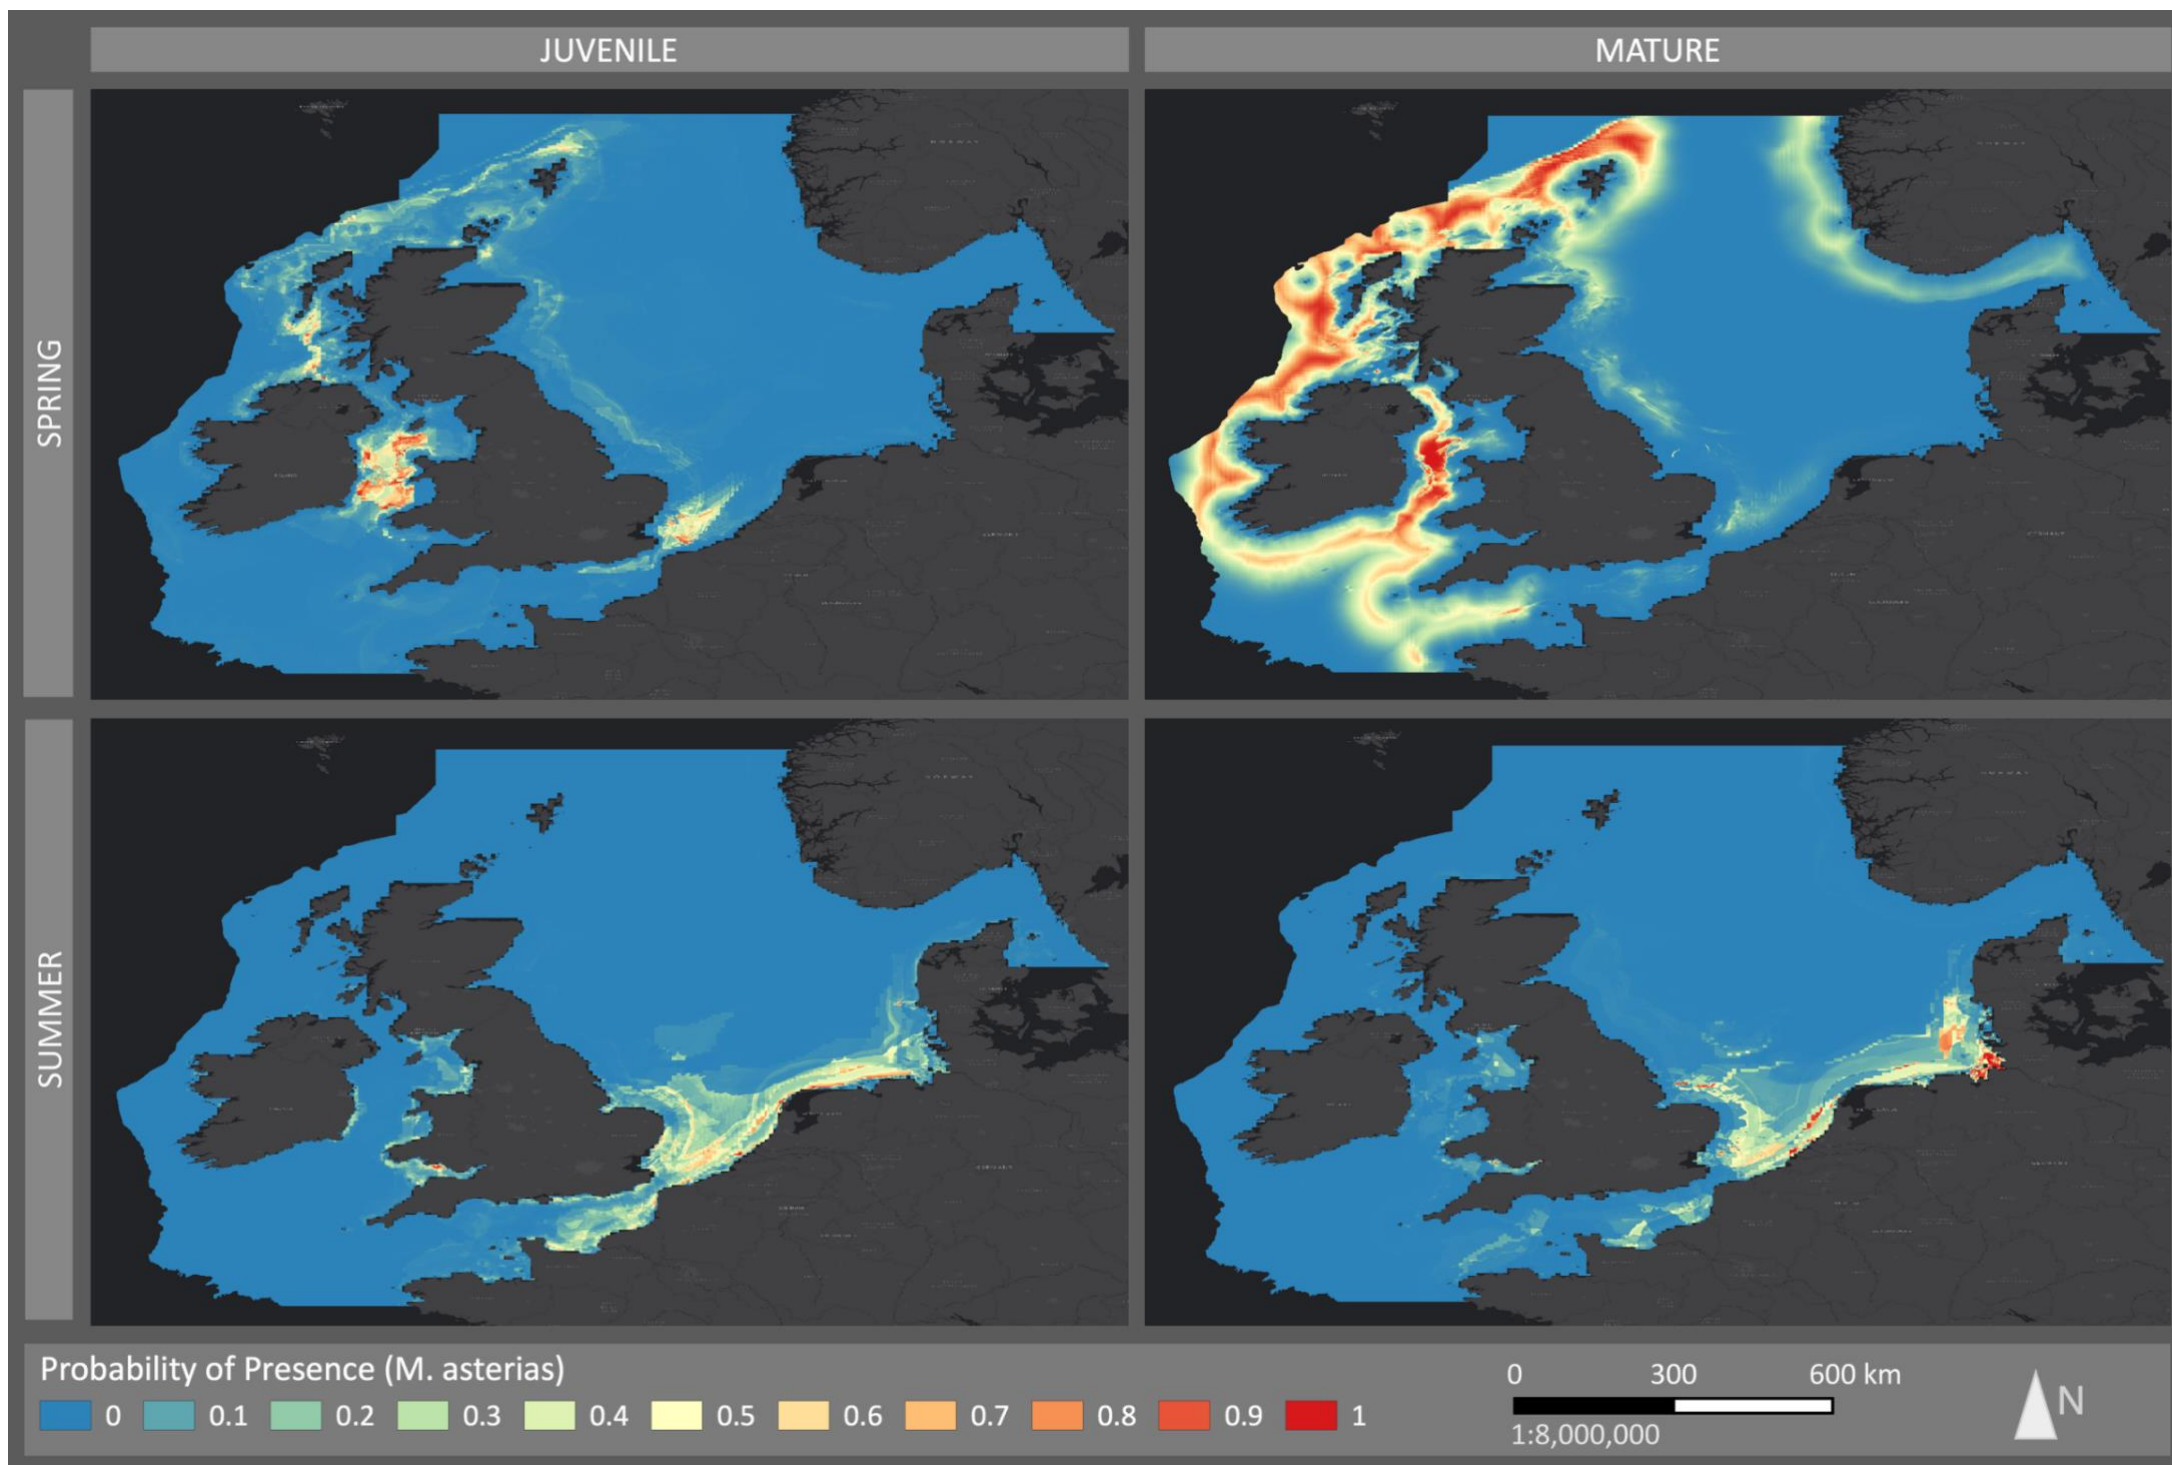 JUVENILE
MATURE
SPRING
SUMMER
Probability of Presence (M. asterias)
0 0.1 0.2 0.3 0.4 0.5 0.6 0.7 0.8 0.9 1
0 300 600 km
1:8,000,000
N